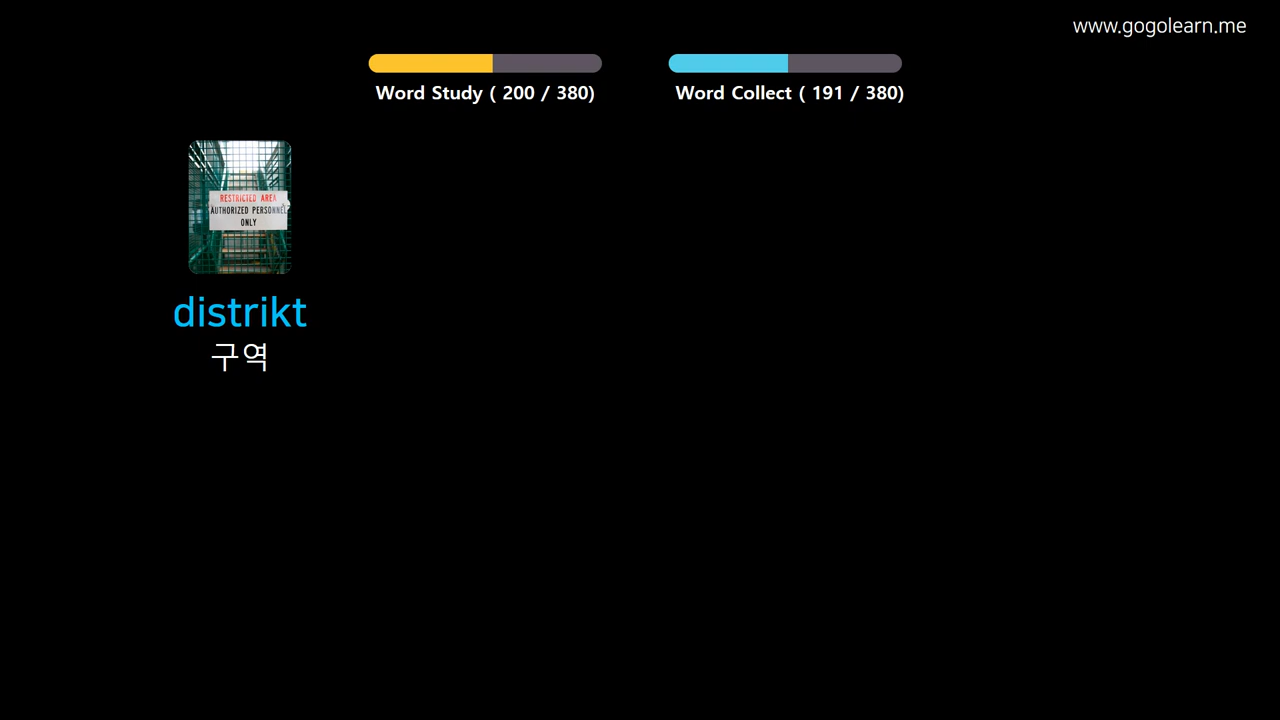 www.gogolearn.me
Word Study ( 200 / 380)
Word Collect ( 191 / 380)
RESTRICTED AREA
AUTHORIZED PERSONNEL
ONLY
distrikt
구역